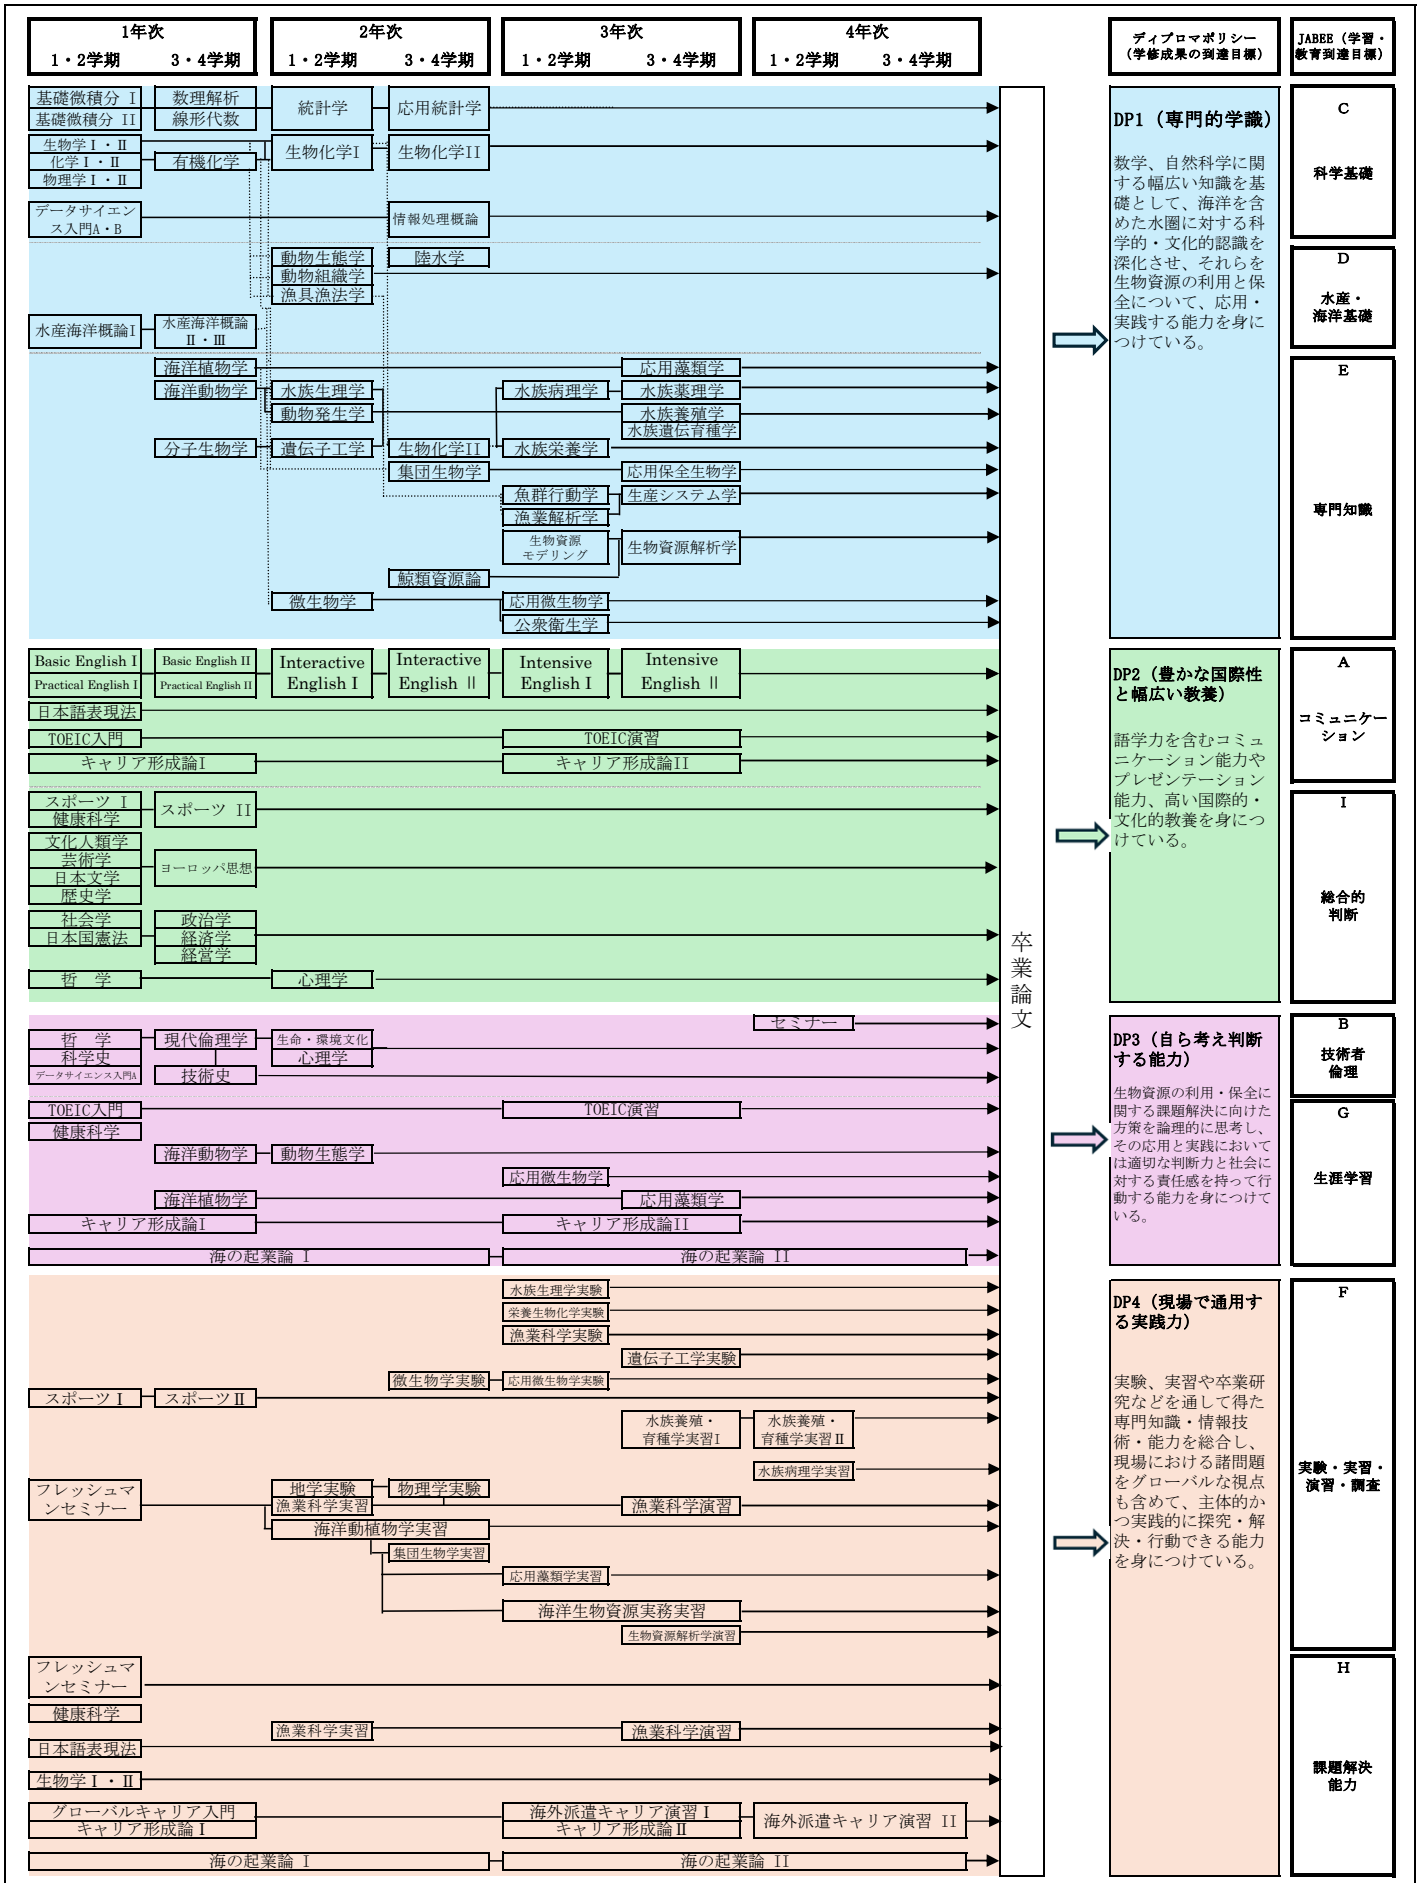 1年次
2年次
3年次
4年次
1・2学期
3・4学期
1・2学期
3・4学期
1・2学期
3・4学期
1・2学期
3・4学期
ディプロマポリシー
(学修成果の到達目標)
JABEE(学習・
教育到達目標)
基礎微積分 I
数理解析
基礎微積分 II
線形代数
統計学
応用統計学
生物学Ⅰ・Ⅱ
化学Ⅰ・Ⅱ
物理学Ⅰ・Ⅱ
有機化学
生物化学I
生物化学II
データサイエン
ス入門A・B
情報処理概論
動物生態学
陸水学
動物組織学
漁具漁法学
水産海洋概論I
水産海洋概論
Ⅱ・Ⅲ
海洋植物学
応用藻類学
海洋動物学
水族生理学
水族病理学
水族薬理学
動物発生学
水族養殖学
水族遺伝育種学
分子生物学
遺伝子工学
生物化学II
水族栄養学
集団生物学
応用保全生物学
魚群行動学
生産システム学
漁業解析学
生物資源
モデリング
生物資源解析学
鯨類資源論
微生物学
応用微生物学
公衆衛生学
DP1(専門的学識)
数学、自然科学に関
する幅広い知識を基
礎として、海洋を含
めた水圏に対する科
学的・文化的認識を
深化させ、それらを
生物資源の利用と保
全について、応用・
実践する能力を身に
つけている。
C
科学基礎
D
水産・
海洋基礎
E
専門知識
Basic English I
Basic English II
Practical English I
Practical English II
Interactive
English I
Interactive
English Ⅱ
Intensive
English I
Intensive
English Ⅱ
日本語表現法
TOEIC入門
TOEIC演習
キャリア形成論I
キャリア形成論II
スポーツ I
健康科学
スポーツ II
文化人類学
芸術学
日本文学
歴史学
ヨーロッパ思想
社会学
日本国憲法
政治学
経済学
経営学
哲 学
心理学
DP2(豊かな国際性
と幅広い教養)
語学力を含むコミュ
ニケーション能力や
プレゼンテーション
能力、高い国際的・
文化的教養を身につ
けている。
A
コミュニケー
ション
I
総合的
判断
卒
業
論
文
セミナー
哲 学
現代倫理学
生命・環境文化
科学史
心理学
データサイエンス入門A
技術史
TOEIC入門
TOEIC演習
健康科学
海洋動物学
動物生態学
応用微生物学
海洋植物学
応用藻類学
キャリア形成論I
キャリア形成論II
海の起業論 I
海の起業論 II
DP3(自ら考え判断
する能力)
生物資源の利用・保全に
関する課題解決に向けた
方策を論理的に思考し、
その応用と実践において
は適切な判断力と社会に
対する責任感を持って行
動する能力を身につけて
いる。
B
技術者
倫理
G
生涯学習
水族生理学実験
栄養生物化学実験
漁業科学実験
遺伝子工学実験
微生物学実験
応用微生物学実験
スポーツⅠ
スポーツⅡ
水族養殖・
育種学実習I
水族養殖・
育種学実習Ⅱ
水族病理学実習
フレッシュマ
ンセミナー
地学実験
物理学実験
漁業科学実習
漁業科学演習
海洋動植物学実習
集団生物学実習
応用藻類学実習
海洋生物資源実務実習
生物資源解析学演習
フレッシュマ
ンセミナー
健康科学
漁業科学実習
漁業科学演習
日本語表現法
生物学Ⅰ・Ⅱ
グローバルキャリア入門
キャリア形成論Ⅰ
海外派遣キャリア演習Ⅰ
キャリア形成論Ⅱ
海外派遣キャリア演習 II
海の起業論 I
海の起業論 II
DP4(現場で通用す
る実践力)
実験、実習や卒業研
究などを通して得た
専門知識・情報技
術・能力を総合し、
現場における諸問題
をグローバルな視点
も含めて、主体的か
つ実践的に探究・解
決・行動できる能力
を身につけている。
F
実験・実習・
演習・調査
H
課題解決
能力